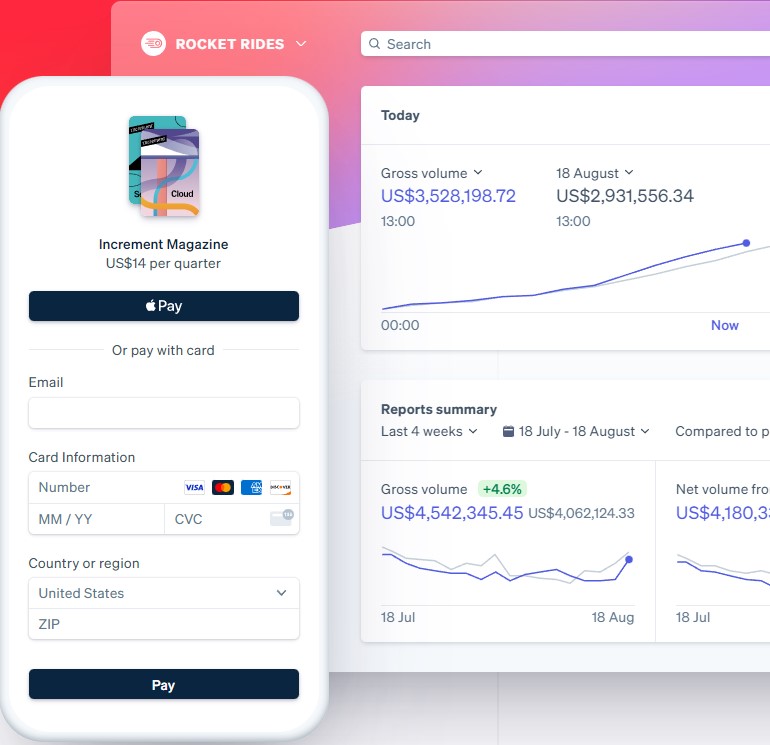 ROCKET RIDES
Search
Increment
Increment
Cloud
Increment Magazine
US$14 per quarter
Pay
Or pay with card
Email
Card Information
Number
VISA
DISCOVER
MM / YY
CVC
Country or region
United States
ZIP
Pay
Today
Gross volume
18 August
US$3,528,198.72
US$2,931,556.34
13:00
13:00
00:00
Now
Reports summary
Last 4 weeks
18 July - 18 August
Compared to p
Gross volume +4.6%
US$4,542,345.45 US$4,062,124.33
18 Jul
18 Aug
Net volume fro
US$4,180,33
18 Jul